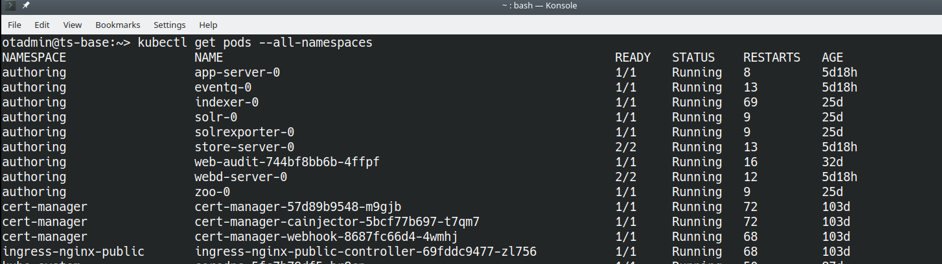 ~ : bash — Konsole
File Edit View Bookmarks Settings Help
otadmin@ts-base:~> kubectl get pods --all-namespaces
NAMESPACE NAME READY STATUS RESTARTS AGE
authoring app-server-0 1/1 Running 8 5d18h
authoring eventq-0 1/1 Running 13 5d18h
authoring indexer-0 1/1 Running 69 25d
authoring solr-0 1/1 Running 9 25d
authoring solrexporter-0 1/1 Running 9 25d
authoring store-server-0 2/2 Running 13 5d18h
authoring web-audit-744bf8bb6b-4ffpf 1/1 Running 16 32d
authoring webd-server-0 2/2 Running 12 5d18h
authoring zoo-0 1/1 Running 9 25d
cert-manager cert-manager-57d89b9548-m9gjb 1/1 Running 72 103d
cert-manager cert-manager-cainjector-5bcf77b697-t7qm7 1/1 Running 72 103d
cert-manager cert-manager-webhook-8687fc66d4-4wmhj 1/1 Running 68 103d
ingress-nginx-public ingress-nginx-public-controller-69fddc9477-zl756 1/1 Running 68 103d